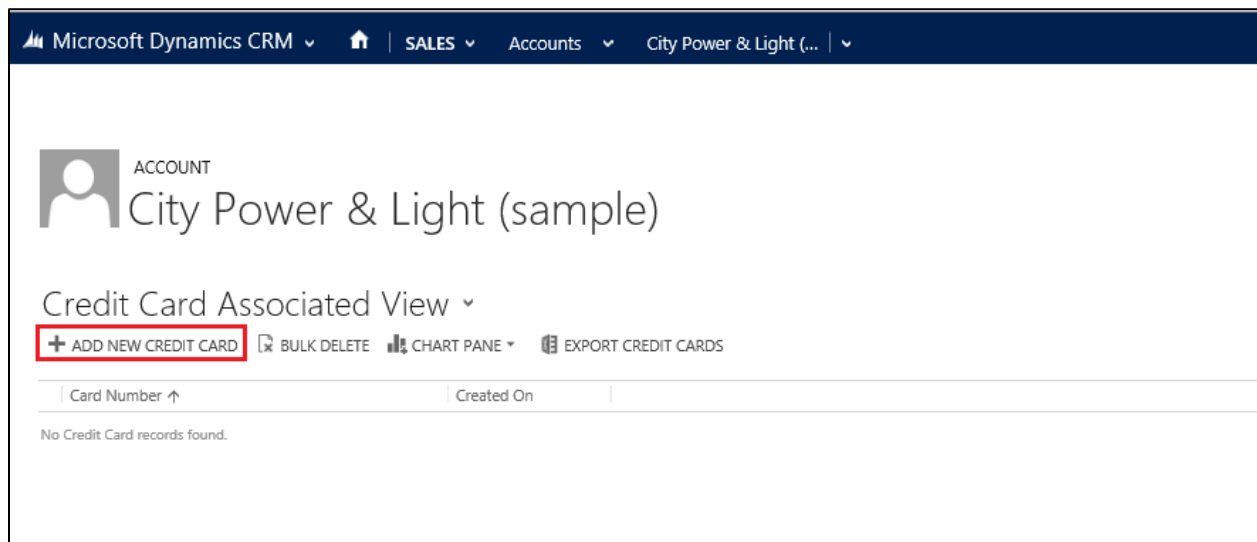 Microsoft Dynamics CRM SALES Accounts City Power & Light (...
ACCOUNT
City Power & Light (sample)
Credit Card Associated View
ADD NEW CREDIT CARD BULK DELETE CHART PANE EXPORT CREDIT CARDS
Card Number Created On
No Credit Card records found.